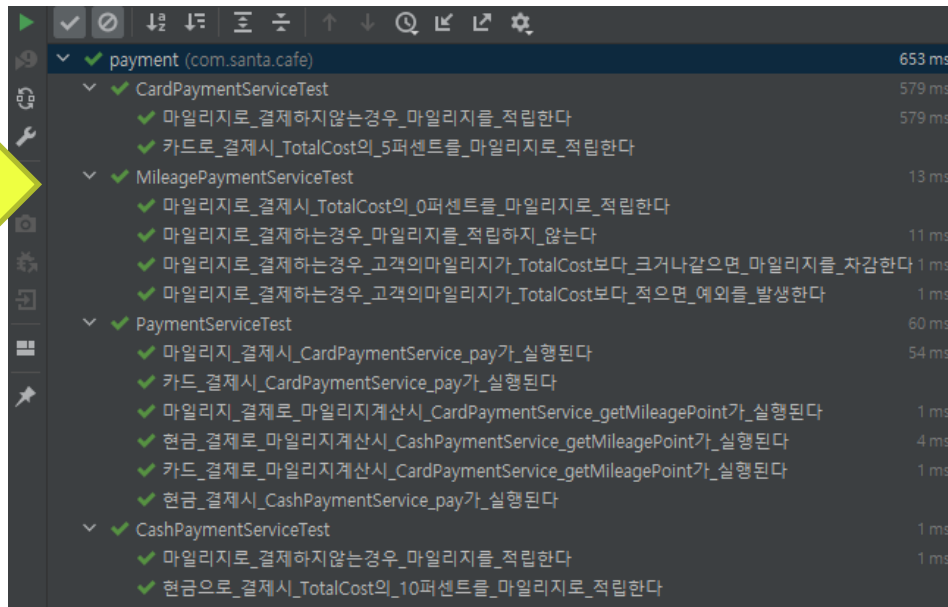 payment (com.santa.cafe) 653 ms
CardPaymentServiceTest 579 ms
마일리지로_결제하지않는경우_마일리지를_적립한다 579 ms
카드로_결제시_TotalCost의_5퍼센트를_마일리지로_적립한다
MileagePaymentServiceTest 13 ms
마일리지로_결제시_TotalCost의_0퍼센트를_마일리지로_적립한다
마일리지로_결제하는경우_마일리지를_적립하지_않는다 11 ms
마일리지로_결제하는경우_고객의마일리지가_TotalCost보다_크거나같으면_마일리지를_차감한다 1 ms
마일리지로_결제하는경우_고객의마일리지가_TotalCost보다_적으면_예외를_발생한다 1 ms
PaymentServiceTest 60 ms
마일리지_결제시_CardPaymentService_pay가_실행된다 54 ms
카드_결제시_CardPaymentService_pay가_실행된다
마일리지_결제로_마일리지계산시_CardPaymentService_getMileagePoint가_실행된다 1 ms
현금_결제로_마일리지계산시_CashPaymentService_getMileagePoint가_실행된다 4 ms
카드_결제로_마일리지계산시_CardPaymentService_getMileagePoint가_실행된다 1 ms
현금_결제시_CashPaymentService_pay가_실행된다
CashPaymentServiceTest 1 ms
마일리지로_결제하지않는경우_마일리지를_적립한다 1 ms
현금으로_결제시_TotalCost의_10퍼센트를_마일리지로_적립한다